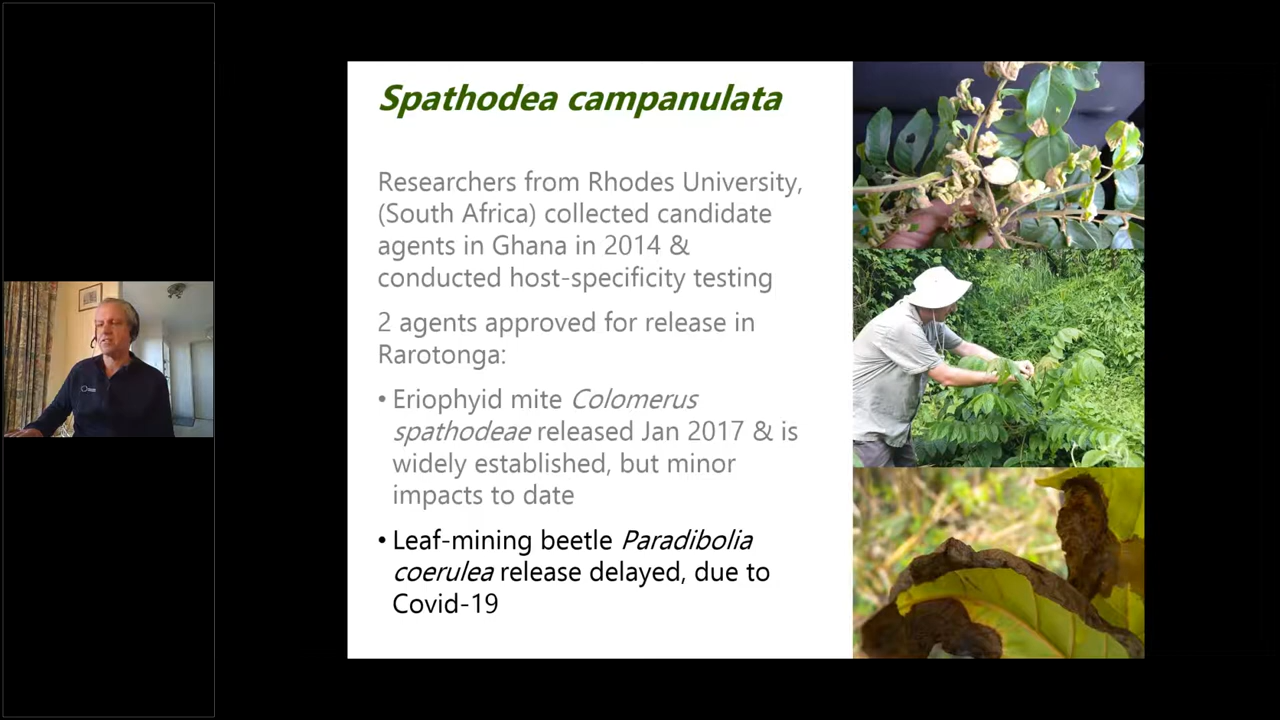 Spathodea campanulata
Researchers from Rhodes University,
(South Africa) collected candidate
agents in Ghana in 2014 &
conducted host-specificity testing
2 agents approved for release in
Rarotonga:
• Eriophyid mite Colomerus
spathodeae released Jan 2017 & is
widely established, but minor
impacts to date
• Leaf-mining beetle Paradibolia
coerulea release delayed, due to
Covid-19